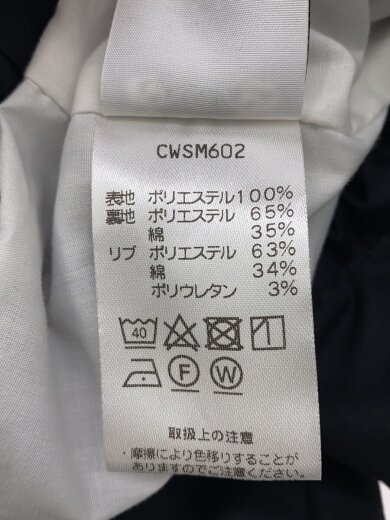 CWSM602
表地 ポリエステル100%
裏地 ポリエステル 65%
綿 35%
リブ ポリエステル 63%
綿 34%
ポリウレタン 3%
40
F W
取扱上の注意
・摩擦により色移りすることが
ありますのでご注意ください。